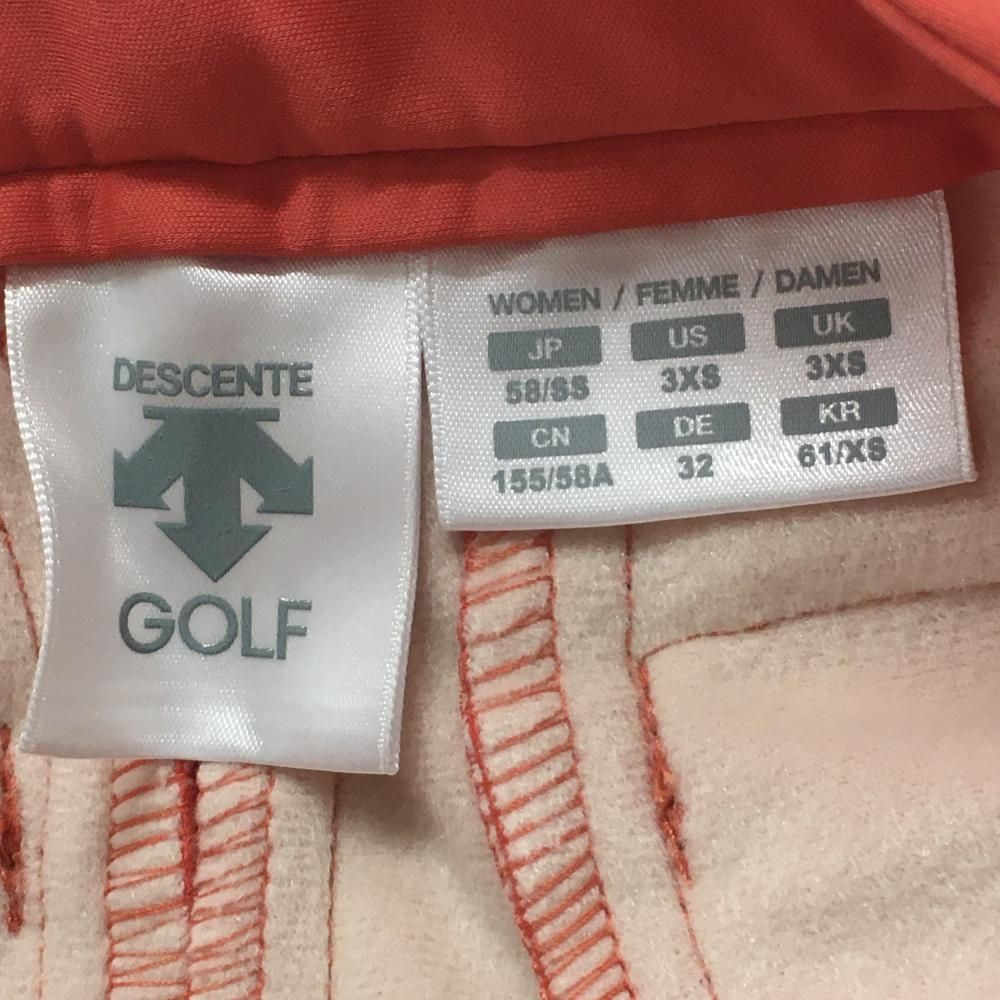 DESCENTE
GOLF
WOMEN / FEMME / DAMEN
JP US UK
58/SS 3XS 3XS
CN DE KR
155/58A 32 61/XS